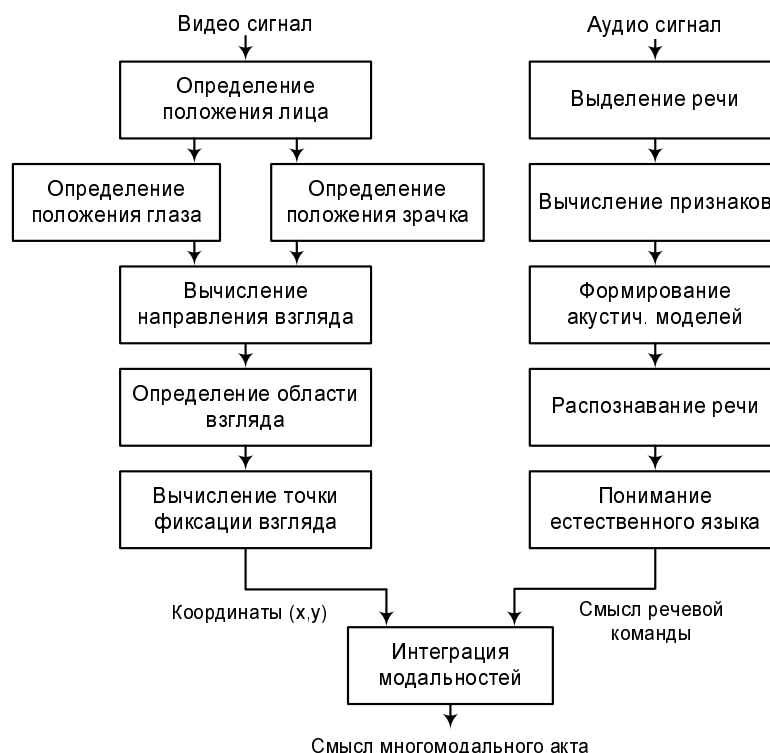 Видео сигнал
Определение
положения лица
Определение
положения глаза
Определение
положения зрачка
Вычисление
направления взгляда
Определение области
взгляда
Вычисление точки
фиксации взгляда
Координаты (x,y)
Аудио сигнал
Выделение речи
Вычисление признаков
Формирование
акустич. моделей
Распознавание речи
Понимание
естественного языка
Смысл речевой
команды
Интеграция
модальностей
Смысл многомодального акта